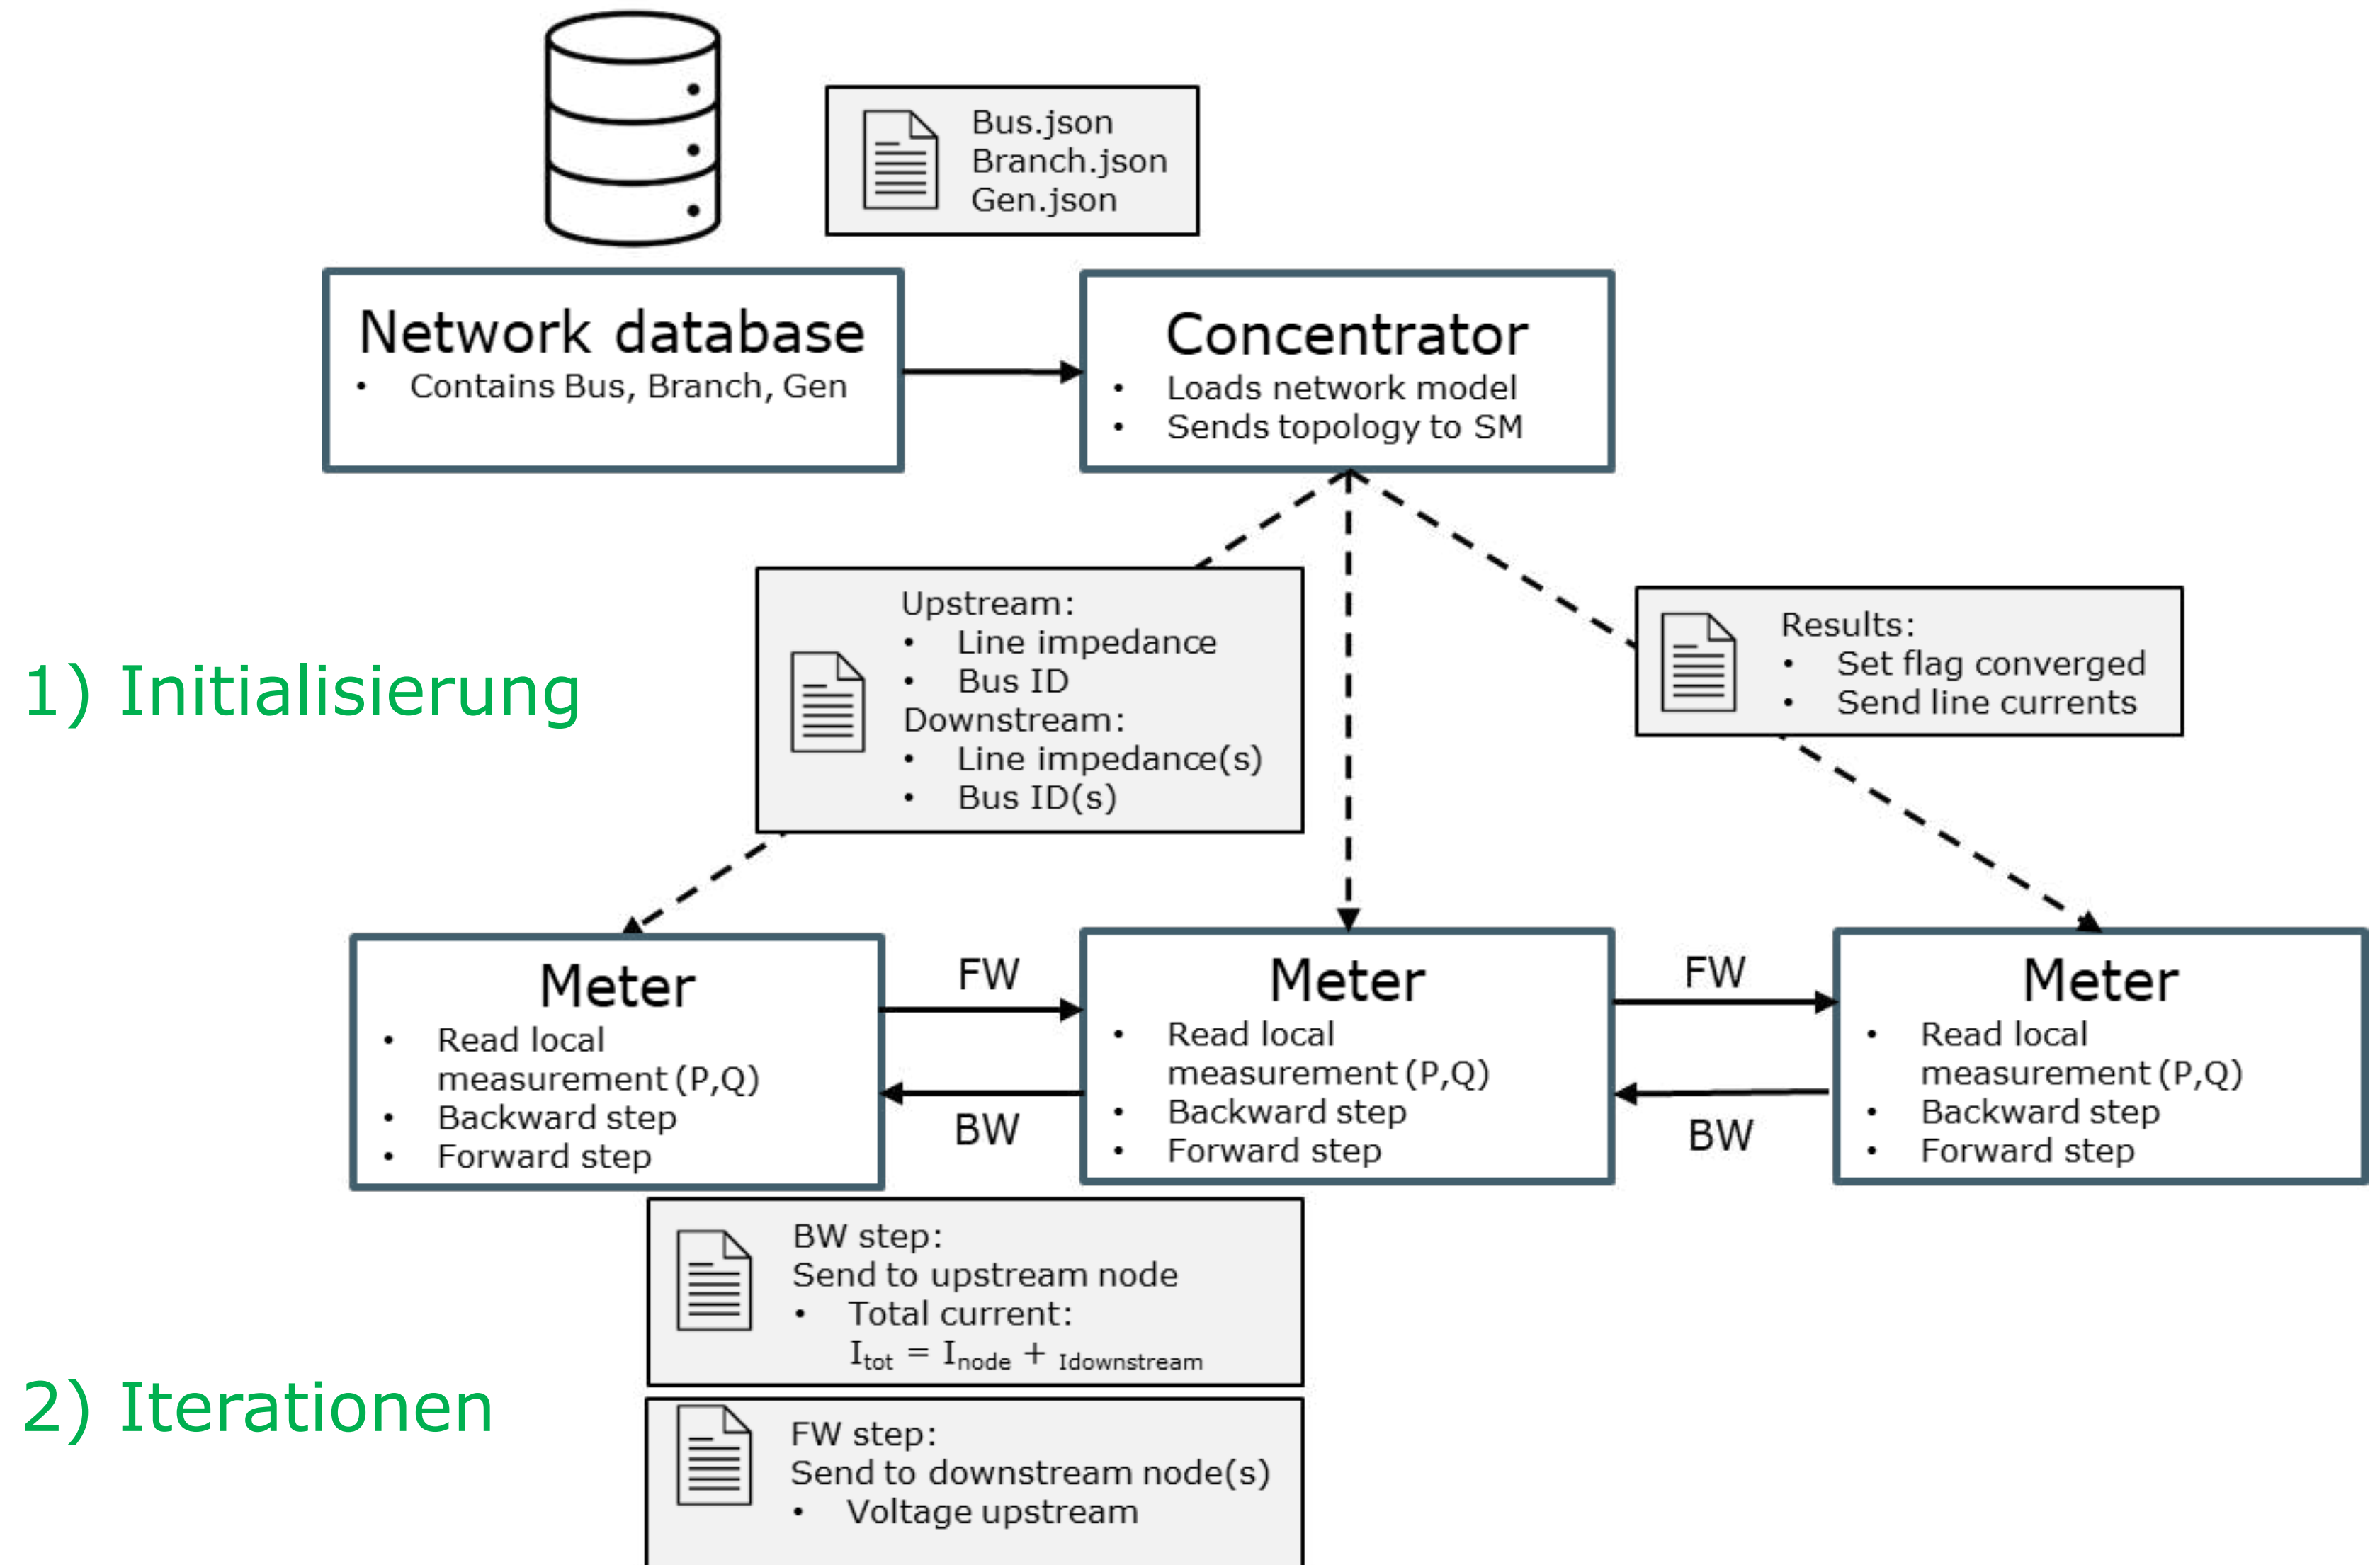 Bus.json
Branch.json
Gen.json
Network database
• Contains Bus, Branch, Gen
Concentrator
• Loads network model
• Sends topology to SM
1) Initialisierung
Upstream:
• Line impedance
• Bus ID
Downstream:
• Line impedance(s)
• Bus ID(s)
Results:
• Set flag converged
• Send line currents
Meter
• Read local
measurement (P,Q)
• Backward step
• Forward step
FW
BW
Meter
• Read local
measurement (P,Q)
• Backward step
• Forward step
FW
BW
Meter
• Read local
measurement (P,Q)
• Backward step
• Forward step
2) Iterationen
BW step:
Send to upstream node
• Total current:
Itot = Inode + Idownstream
FW step:
Send to downstream node(s)
• Voltage upstream